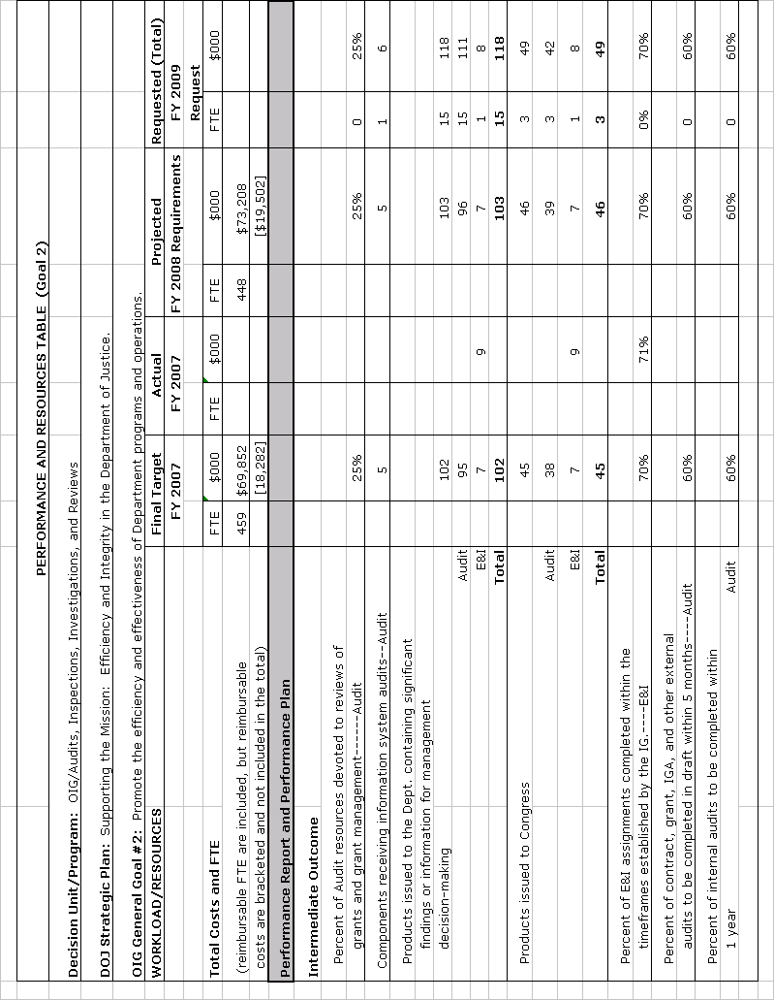 PERFORMANCE AND RESOURCES TABLE (Goal 2)
Decision Unit/Program: OIG/Audits, Inspections, Investigations, and Reviews
DOJ Strategic Plan: Supporting the Mission: Efficiency and Integrity in the Department of Justice.
OIG General Goal #2: Promote the efficiency and effectiveness of Department programs and operations.
WORKLOAD/RESOURCES Final Target Actual Projected Requested (Total)
FY 2007 FY 2007 FY 2008 Requirements FY 2009
Request
Total Costs and FTE FTE $000 FTE $000 FTE $000 FTE $000
(reimbursable FTE are included, but reimbursable 459 $69,852 448 $73,208
costs are bracketed and not included in the total) [18,282] [$19,502]
Performance Report and Performance Plan
Intermediate Outcome
Percent of Audit resources devoted to reviews of
grants and grant management------Audit 25% 25% 0 25%
Components receiving information system audits--Audit 5 5 1 6
Products issued to the Dept. containing significant
findings or information for management
decision-making 102 103 15 118
Audit 95 96 15 111
E&I 7 9 7 1 8
Total 102 103 15 118
Products issued to Congress 45 46 3 49
Audit 38 39 3 42
E&I 7 9 7 1 8
Total 45 46 3 49
Percent of E&I assignments completed within the
timeframes established by the IG.----E&I 70% 71% 70% 0% 70%
Percent of contract, grant, IGA, and other external
audits to be completed in draft within 5 months----Audit 60% 60% 0 60%
Percent of internal audits to be completed within
1 year Audit 60% 60% 0 60%